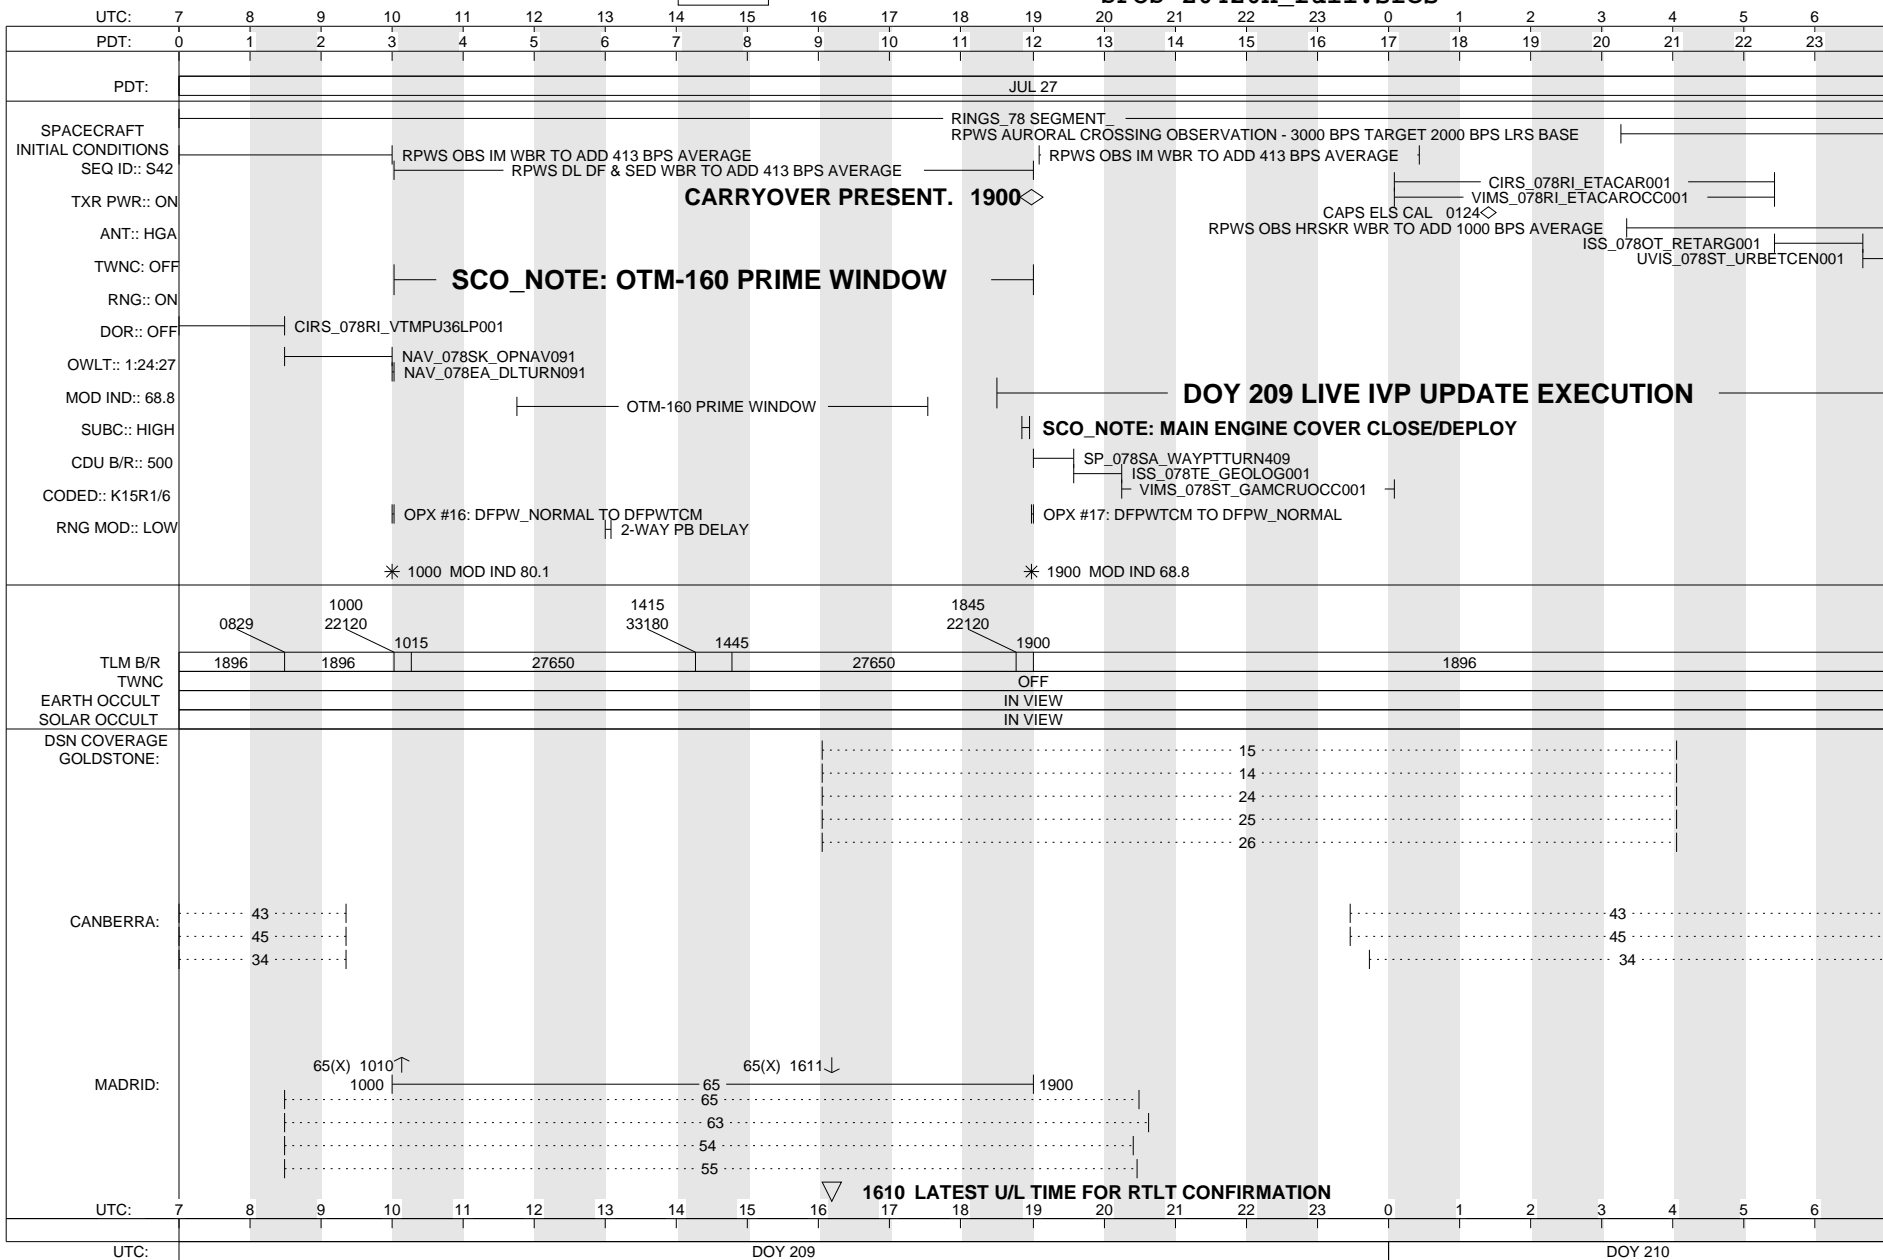 UTC: 7 8 9 10 11 12 13 14 15 16 17 18 19 20 21 22 23 0 1 2 3 4 5 6
PDT: 0 1 2 3 4 5 6 7 8 9 10 11 12 13 14 15 16 17 18 19 20 21 22 23
PDT: JUL 27
RINGS_78 SEGMENT_
SPACECRAFT
INITIAL CONDITIONS
SEQ ID:: S42
TXR PWR:: ON
ANT:: HGA
TWNC: OFF
RNG:: ON
DOR:: OFF
OWLT:: 1:24:27
MOD IND:: 68.8
SUBC:: HIGH
CDU B/R:: 500
CODED:: K15R1/6
RNG MOD:: LOW
RPWS AURORAL CROSSING OBSERVATION - 3000 BPS TARGET 2000 BPS LRS BASE
RPWS OBS IM WBR TO ADD 413 BPS AVERAGE
RPWS OBS IM WBR TO ADD 413 BPS AVERAGE
RPWS DL DF & SED WBR TO ADD 413 BPS AVERAGE
CIRS_078RI_ETACAR001
CARRYOVER PRESENT. 1900
VIMS_078RI_ETACAROCC001
CAPS ELS CAL 0124
RPWS OBS HRSKR WBR TO ADD 1000 BPS AVERAGE
ISS_078OT_RETARG001
UVIS_078ST_URBETCEN001
SCO_NOTE: OTM-160 PRIME WINDOW
CIRS_078RI_VTMPU36LP001
NAV_078SK_OPNAV091
NAV_078EA_DLTURN091
DOY 209 LIVE IVP UPDATE EXECUTION
OTM-160 PRIME WINDOW
SCO_NOTE: MAIN ENGINE COVER CLOSE/DEPLOY
SP_078SA_WAYPTTURN409
ISS_078TE_GEOLOG001
VIMS_078ST_GAMCRUOCC001
OPX #16: DFPW_NORMAL TO DFPWTCM
OPX #17: DFPWTCM TO DFPW_NORMAL
2-WAY PB DELAY
1000 MOD IND 80.1
1900 MOD IND 68.8
1000 1415 1845
0829 22120 33180 22120
1015 1445 1900
TLM B/R 1896 1896 27650 27650 1896
TWNC OFF
EARTH OCCULT IN VIEW
SOLAR OCCULT IN VIEW
DSN COVERAGE
GOLDSTONE:
15
14
24
25
26
CANBERRA:
43 43
45 45
34 34
65(X) 1010 65(X) 1611
MADRID: 1000 65 1900
65
63
54
55
1610 LATEST U/L TIME FOR RTLT CONFIRMATION
UTC: 7 8 9 10 11 12 13 14 15 16 17 18 19 20 21 22 23 0 1 2 3 4 5 6
UTC: DOY 209 DOY 210